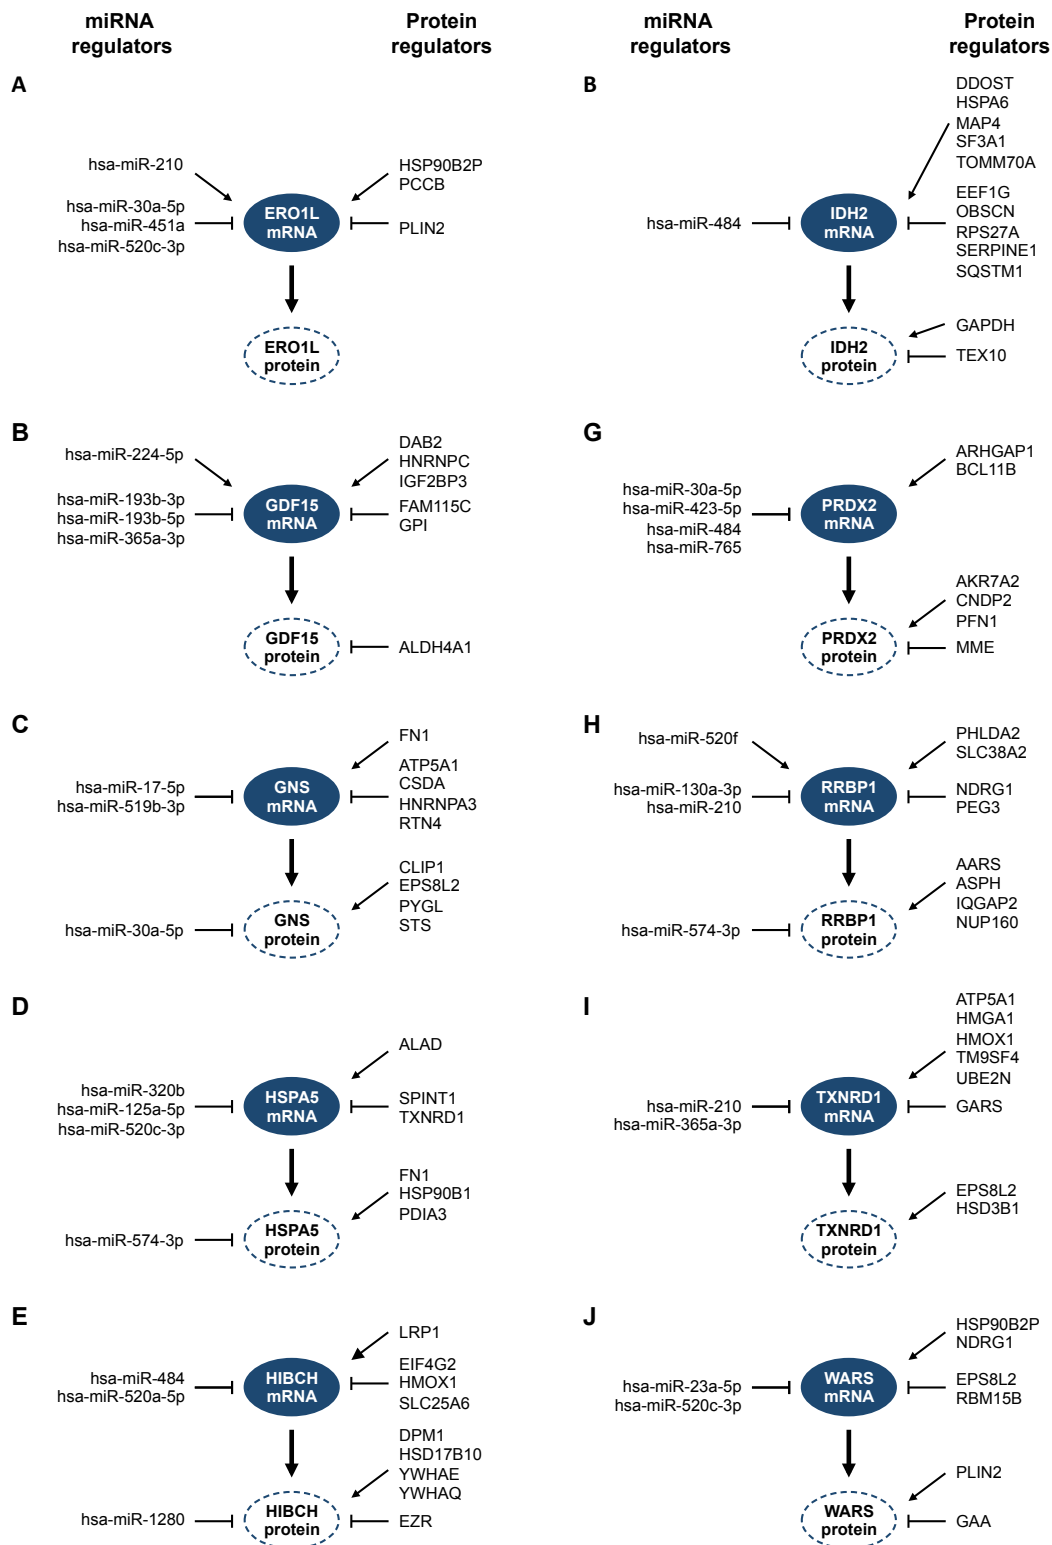 miRNA
regulators
Protein
regulators
miRNA
regulators
Protein
regulators
A
hsa-miR-210
hsa-miR-30a-5p
hsa-miR-451a
hsa-miR-520c-3p
ERO1L
mRNA
HSP90B2P
PCCB
PLIN2
ERO1L
protein
B
hsa-miR-224-5p
hsa-miR-193b-3p
hsa-miR-193b-5p
hsa-miR-365a-3p
GDF15
mRNA
DAB2
HNRNPC
IGF2BP3
FAM115C
GPI
GDF15
protein
ALDH4A1
C
hsa-miR-17-5p
hsa-miR-519b-3p
GNS
mRNA
FN1
ATP5A1
CSDA
HNRNPA3
RTN4
hsa-miR-30a-5p
GNS
protein
CLIP1
EPS8L2
PYGL
STS
D
hsa-miR-320b
hsa-miR-125a-5p
hsa-miR-520c-3p
HSPA5
mRNA
ALAD
SPINT1
TXNRD1
hsa-miR-574-3p
HSPA5
protein
FN1
HSP90B1
PDIA3
E
hsa-miR-484
hsa-miR-520a-5p
HIBCH
mRNA
LRP1
EIF4G2
HMOX1
SLC25A6
hsa-miR-1280
HIBCH
protein
DPM1
HSD17B10
YWHAE
YWHAQ
EZR
B
hsa-miR-484
IDH2
mRNA
DDOST
HSPA6
MAP4
SF3A1
TOMM70A
EEF1G
OBSCN
RPS27A
SERPINE1
SQSTM1
IDH2
protein
GAPDH
TEX10
G
hsa-miR-30a-5p
hsa-miR-423-5p
hsa-miR-484
hsa-miR-765
PRDX2
mRNA
ARHGAP1
BCL11B
PRDX2
protein
AKR7A2
CNDP2
PFN1
MME
H
hsa-miR-520f
hsa-miR-130a-3p
hsa-miR-210
RRBP1
mRNA
PHLDA2
SLC38A2
NDRG1
PEG3
hsa-miR-574-3p
RRBP1
protein
AARS
ASPH
IQGAP2
NUP160
I
hsa-miR-210
hsa-miR-365a-3p
TXNRD1
mRNA
ATP5A1
HMGA1
HMOX1
TM9SF4
UBE2N
GARS
TXNRD1
protein
EPS8L2
HSD3B1
J
hsa-miR-23a-5p
hsa-miR-520c-3p
WARS
mRNA
HSP90B2P
NDRG1
EPS8L2
RBM15B
WARS
protein
PLIN2
GAA